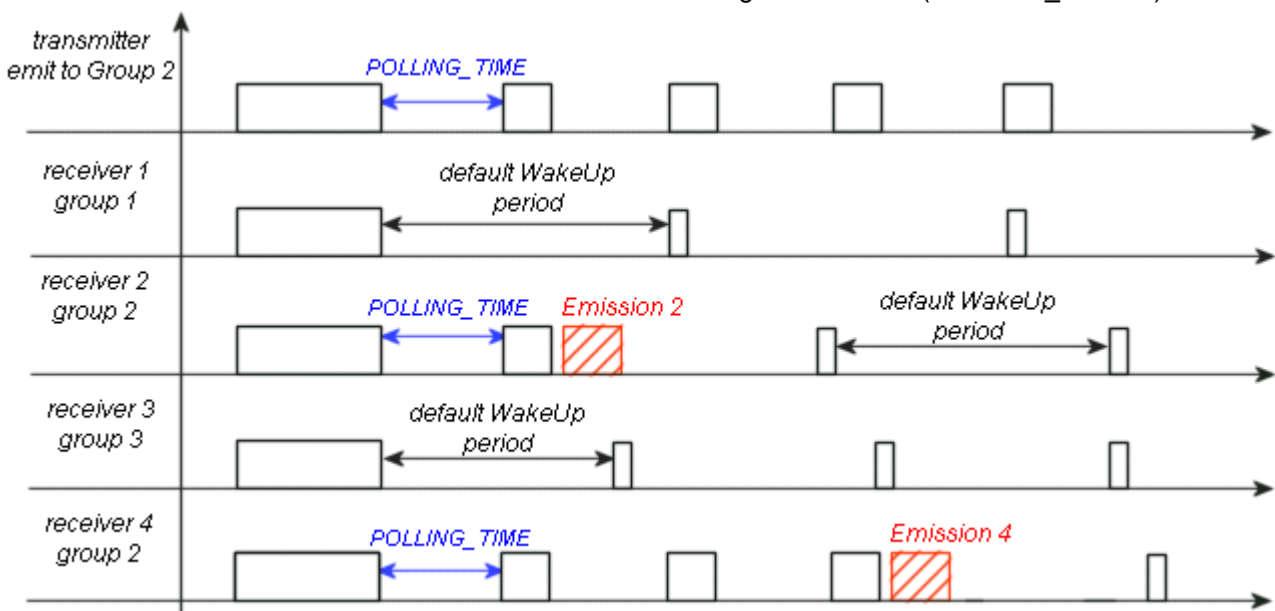 transmitter
emit to Group 2
POLLING_TIME
receiver 1
group 1
default WakeUp
period
receiver 2
group 2
POLLING_TIME
Emission 2
default WakeUp
period
receiver 3
group 3
default WakeUp
period
receiver 4
group 2
POLLING_TIME
Emission 4